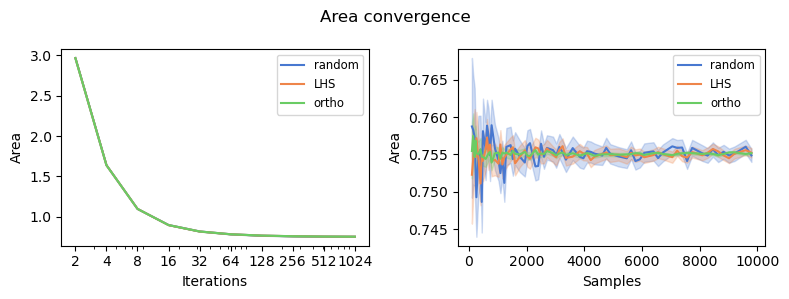 Area convergence
3.0
2.5
2.0
1.5
1.0
Area
2 4 8 16 32 64 128 256 512 1024
Iterations
random
LHS
ortho
0.765
0.760
0.755
0.750
0.745
Area
0 2000 4000 6000 8000 10000
Samples
random
LHS
ortho